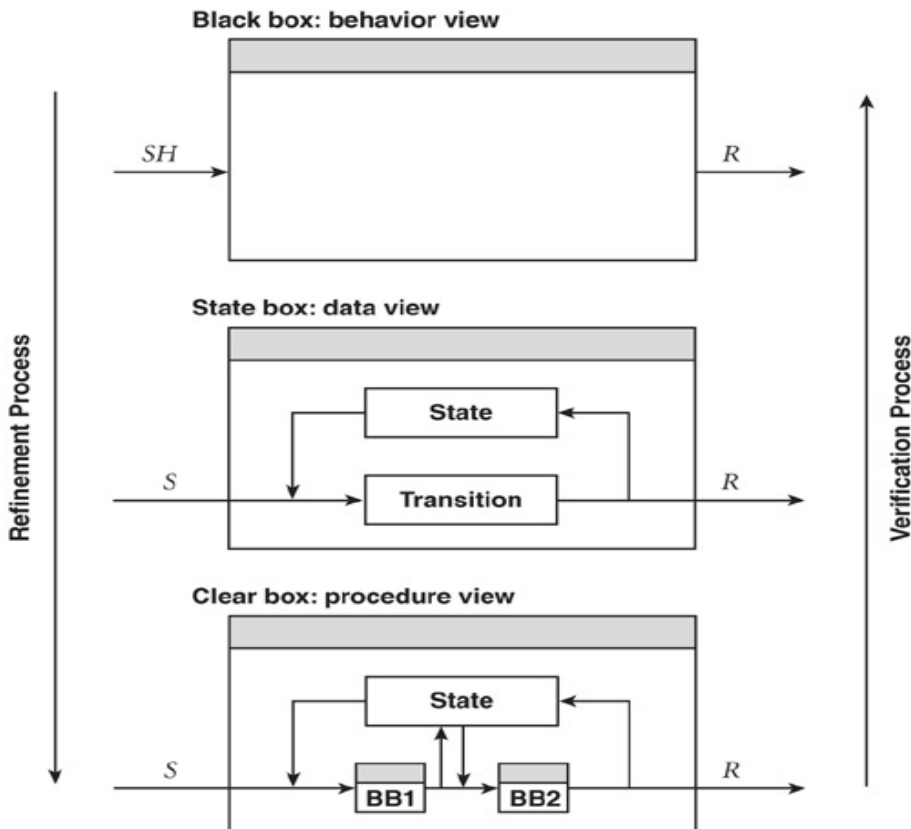 Black box: behavior view
SH
R
State box: data view
State
S
Transition
R
Clear box: procedure view
State
S
BB1
BB2
R
Refinement Process
Verification Process